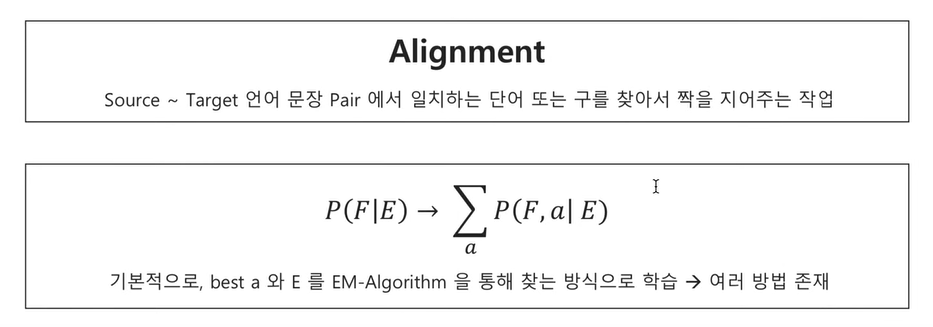 Alignment
Source ~ Target 언어 문장 Pair 에서 일치하는 단어 또는 구를 찾아서 짝을 지어주는 작업
P(F|E) → ∑_a P(F, a| E)
기본적으로, best a 와 E 를 EM-Algorithm 을 통해 찾는 방식으로 학습 → 여러 방법 존재